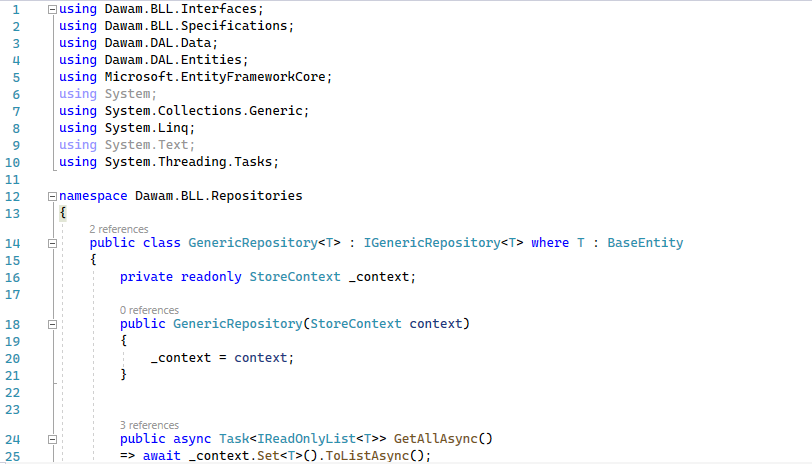 1 using Dawam.BLL.Interfaces;
2 using Dawam.BLL.Specifications;
3 using Dawam.DAL.Data;
4 using Dawam.DAL.Entities;
5 using Microsoft.EntityFrameworkCore;
6 using System;
7 using System.Collections.Generic;
8 using System.Linq;
9 using System.Text;
10 using System.Threading.Tasks;
11
12 namespace Dawam.BLL.Repositories
13 {
2 references
14 public class GenericRepository<T> : IGenericRepository<T> where T : BaseEntity
15 {
16 private readonly StoreContext _context;
17
0 references
18 public GenericRepository(StoreContext context)
19 {
20 _context = context;
21 }
22
23
3 references
24 public async Task<IReadOnlyList<T>> GetAllAsync()
25 => await _context.Set<T>().ToListAsync();